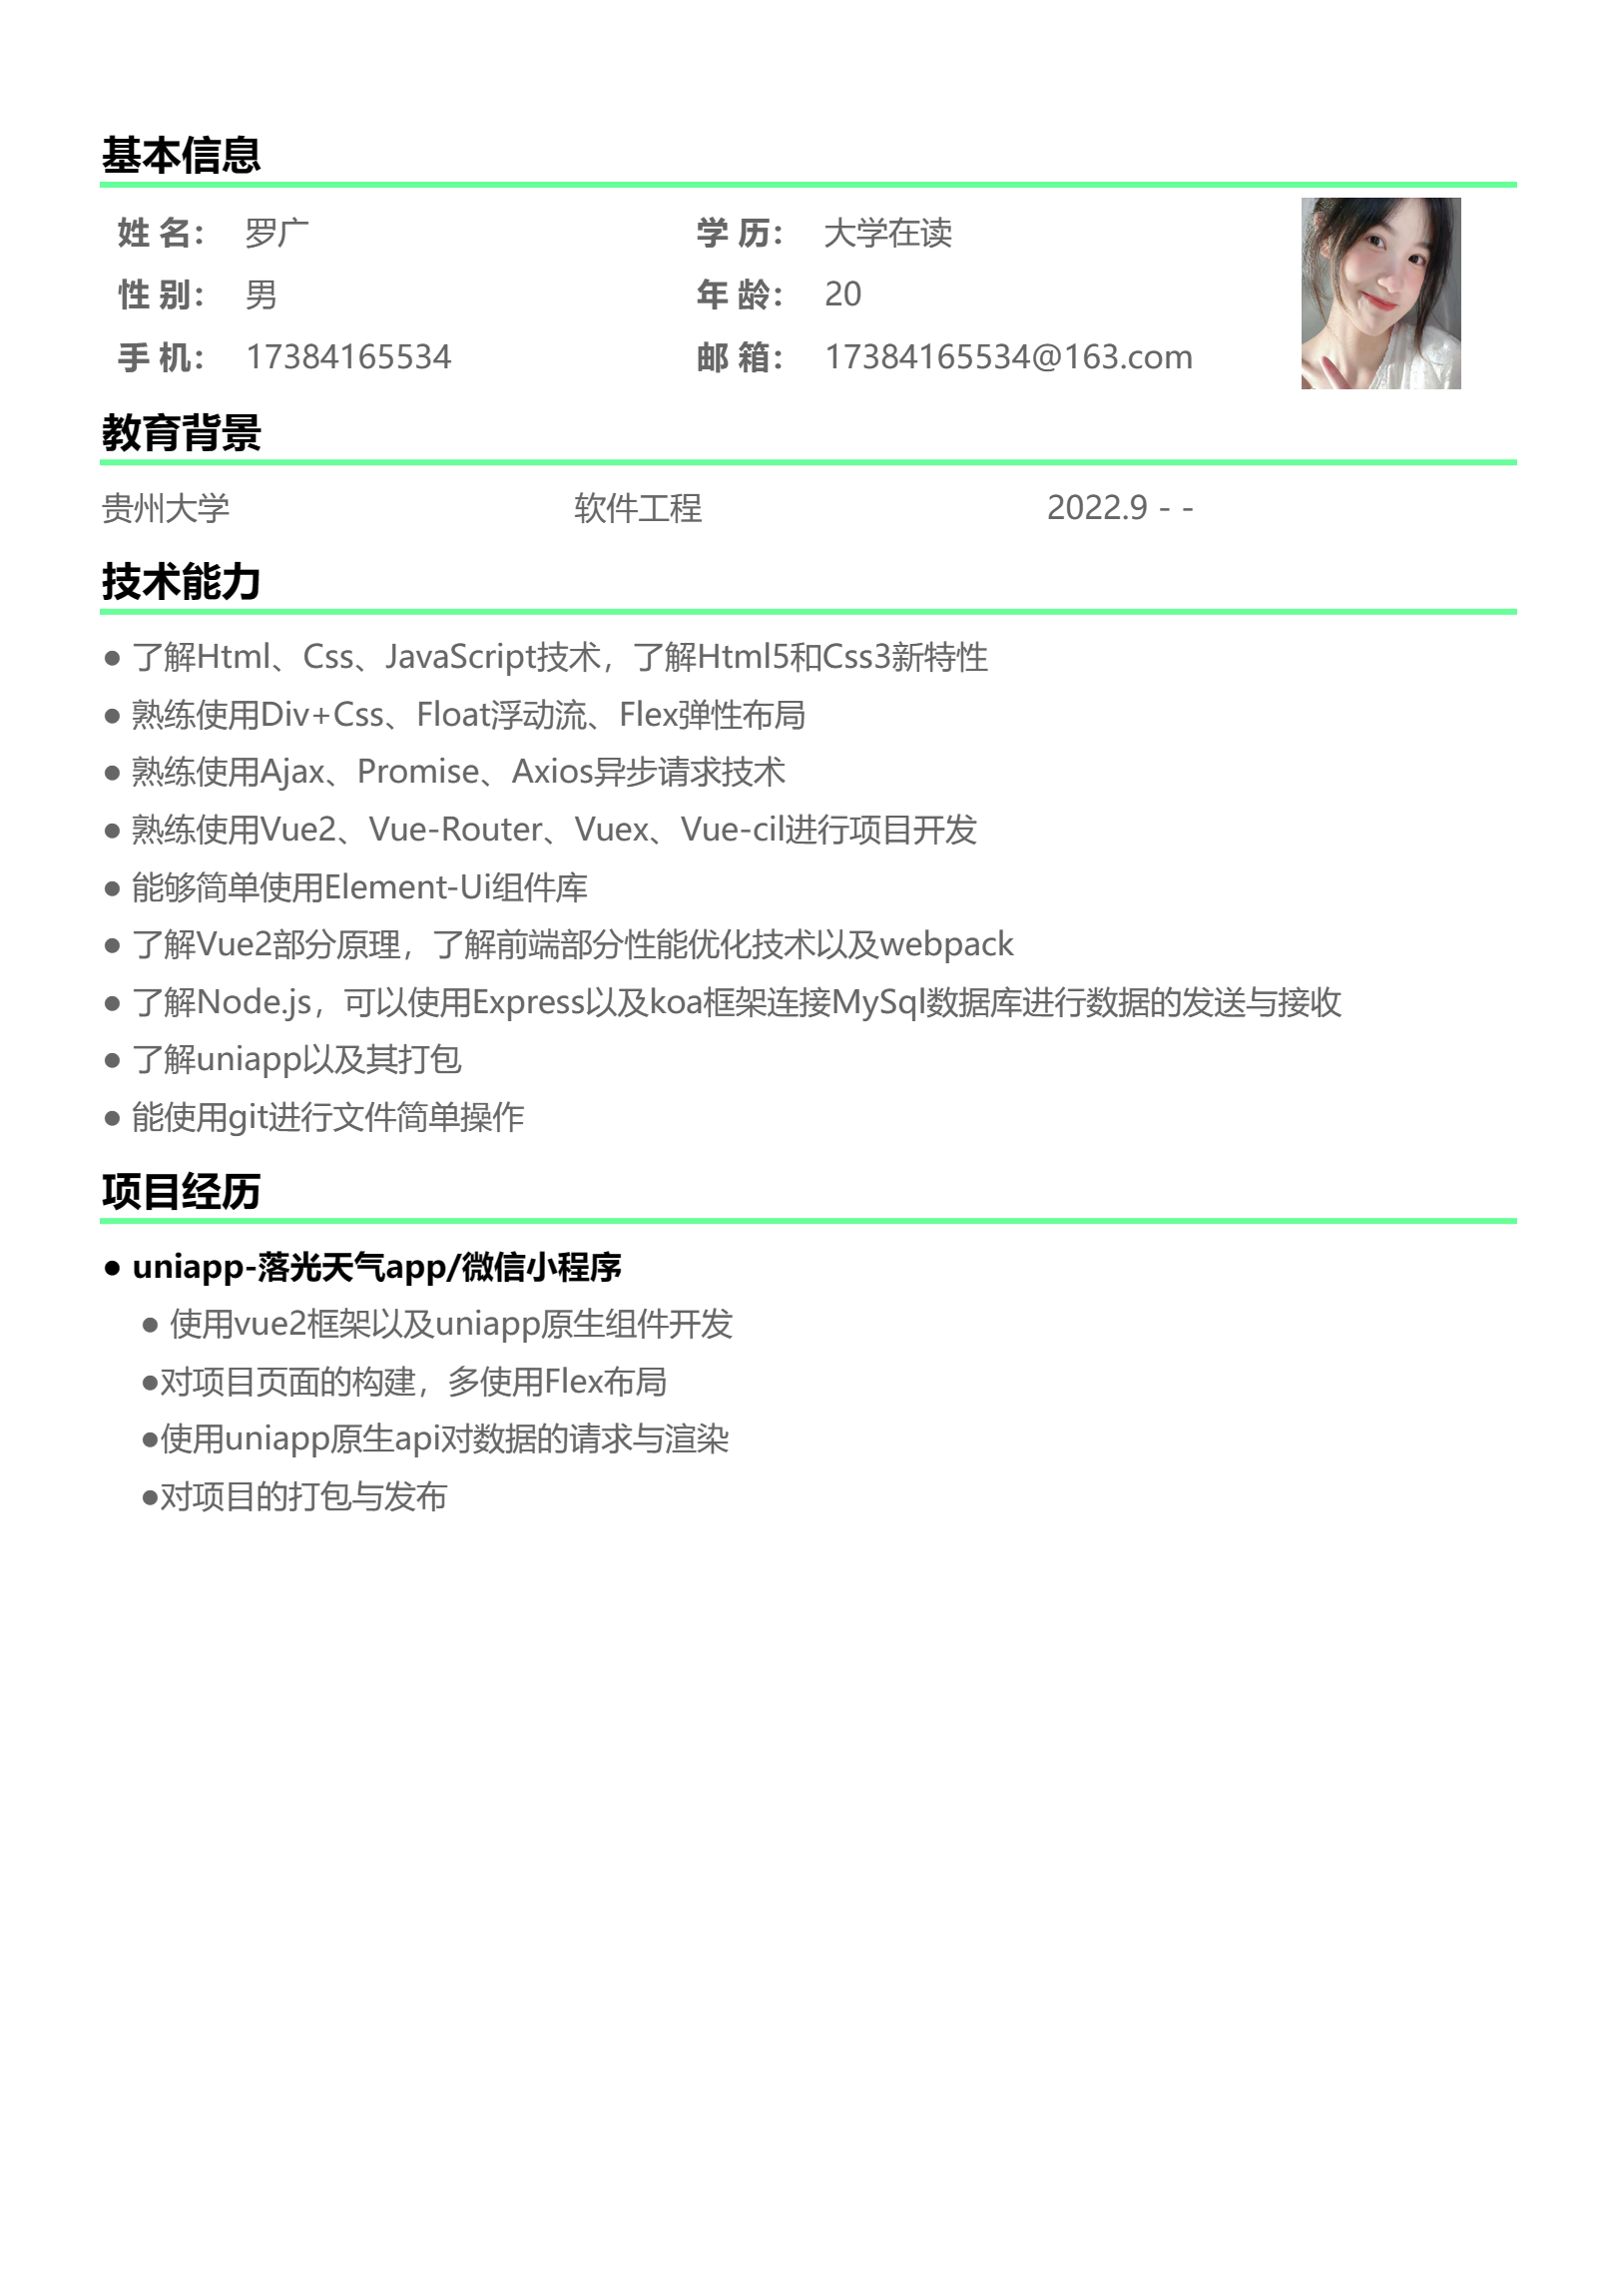 基本信息
姓 名： 罗广 学 历： 大学在读
性 别： 男 年 龄： 20
手 机： 17384165534 邮 箱： 17384165534@163.com
教育背景
贵州大学 软件工程 2022.9 - -
技术能力
● 了解Html、Css、JavaScript技术，了解Html5和Css3新特性
● 熟练使用Div+Css、Float浮动流、Flex弹性布局
● 熟练使用Ajax、Promise、Axios异步请求技术
● 熟练使用Vue2、Vue-Router、Vuex、Vue-cil进行项目开发
● 能够简单使用Element-Ui组件库
● 了解Vue2部分原理，了解前端部分性能优化技术以及webpack
● 了解Node.js，可以使用Express以及koa框架连接MySql数据库进行数据的发送与接收
● 了解uniapp以及其打包
● 能使用git进行文件简单操作
项目经历
● uniapp-落光天气app/微信小程序
● 使用vue2框架以及uniapp原生组件开发
●对项目页面的构建，多使用Flex布局
●使用uniapp原生api对数据的请求与渲染
●对项目的打包与发布